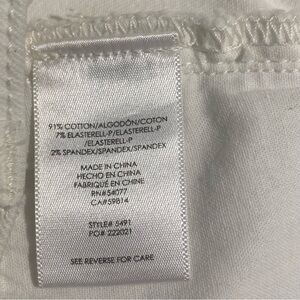 91% COTTON/ALGODÓN/COTON
7% ELASTERELL-P/ELASTERELL-P
/ELASTERELL-P
2% SPANDEX/SPANDEX/SPANDEX
MADE IN CHINA
HECHO EN CHINA
FABRIQUÉ EN CHINE
RN#54077
CA#59814
STYLE# 5491
PO# 222021
SEE REVERSE FOR CARE